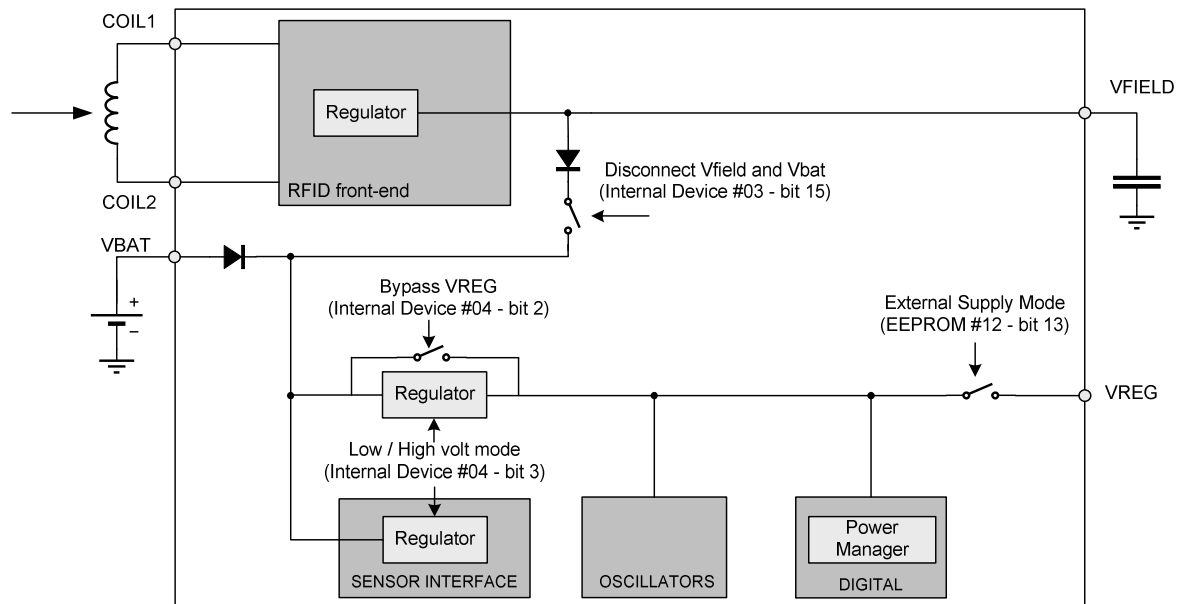 COIL1
VFIELD
Regulator
Disconnect Vfield and Vbat
(Internal Device #03 - bit 15)
RFID front-end
COIL2
VBAT
+
−
Bypass VREG
(Internal Device #04 - bit 2)
External Supply Mode
(EEPROM #12 - bit 13)
Regulator
VREG
Low / High volt mode
(Internal Device #04 - bit 3)
Regulator
Power
Manager
SENSOR INTERFACE
OSCILLATORS
DIGITAL